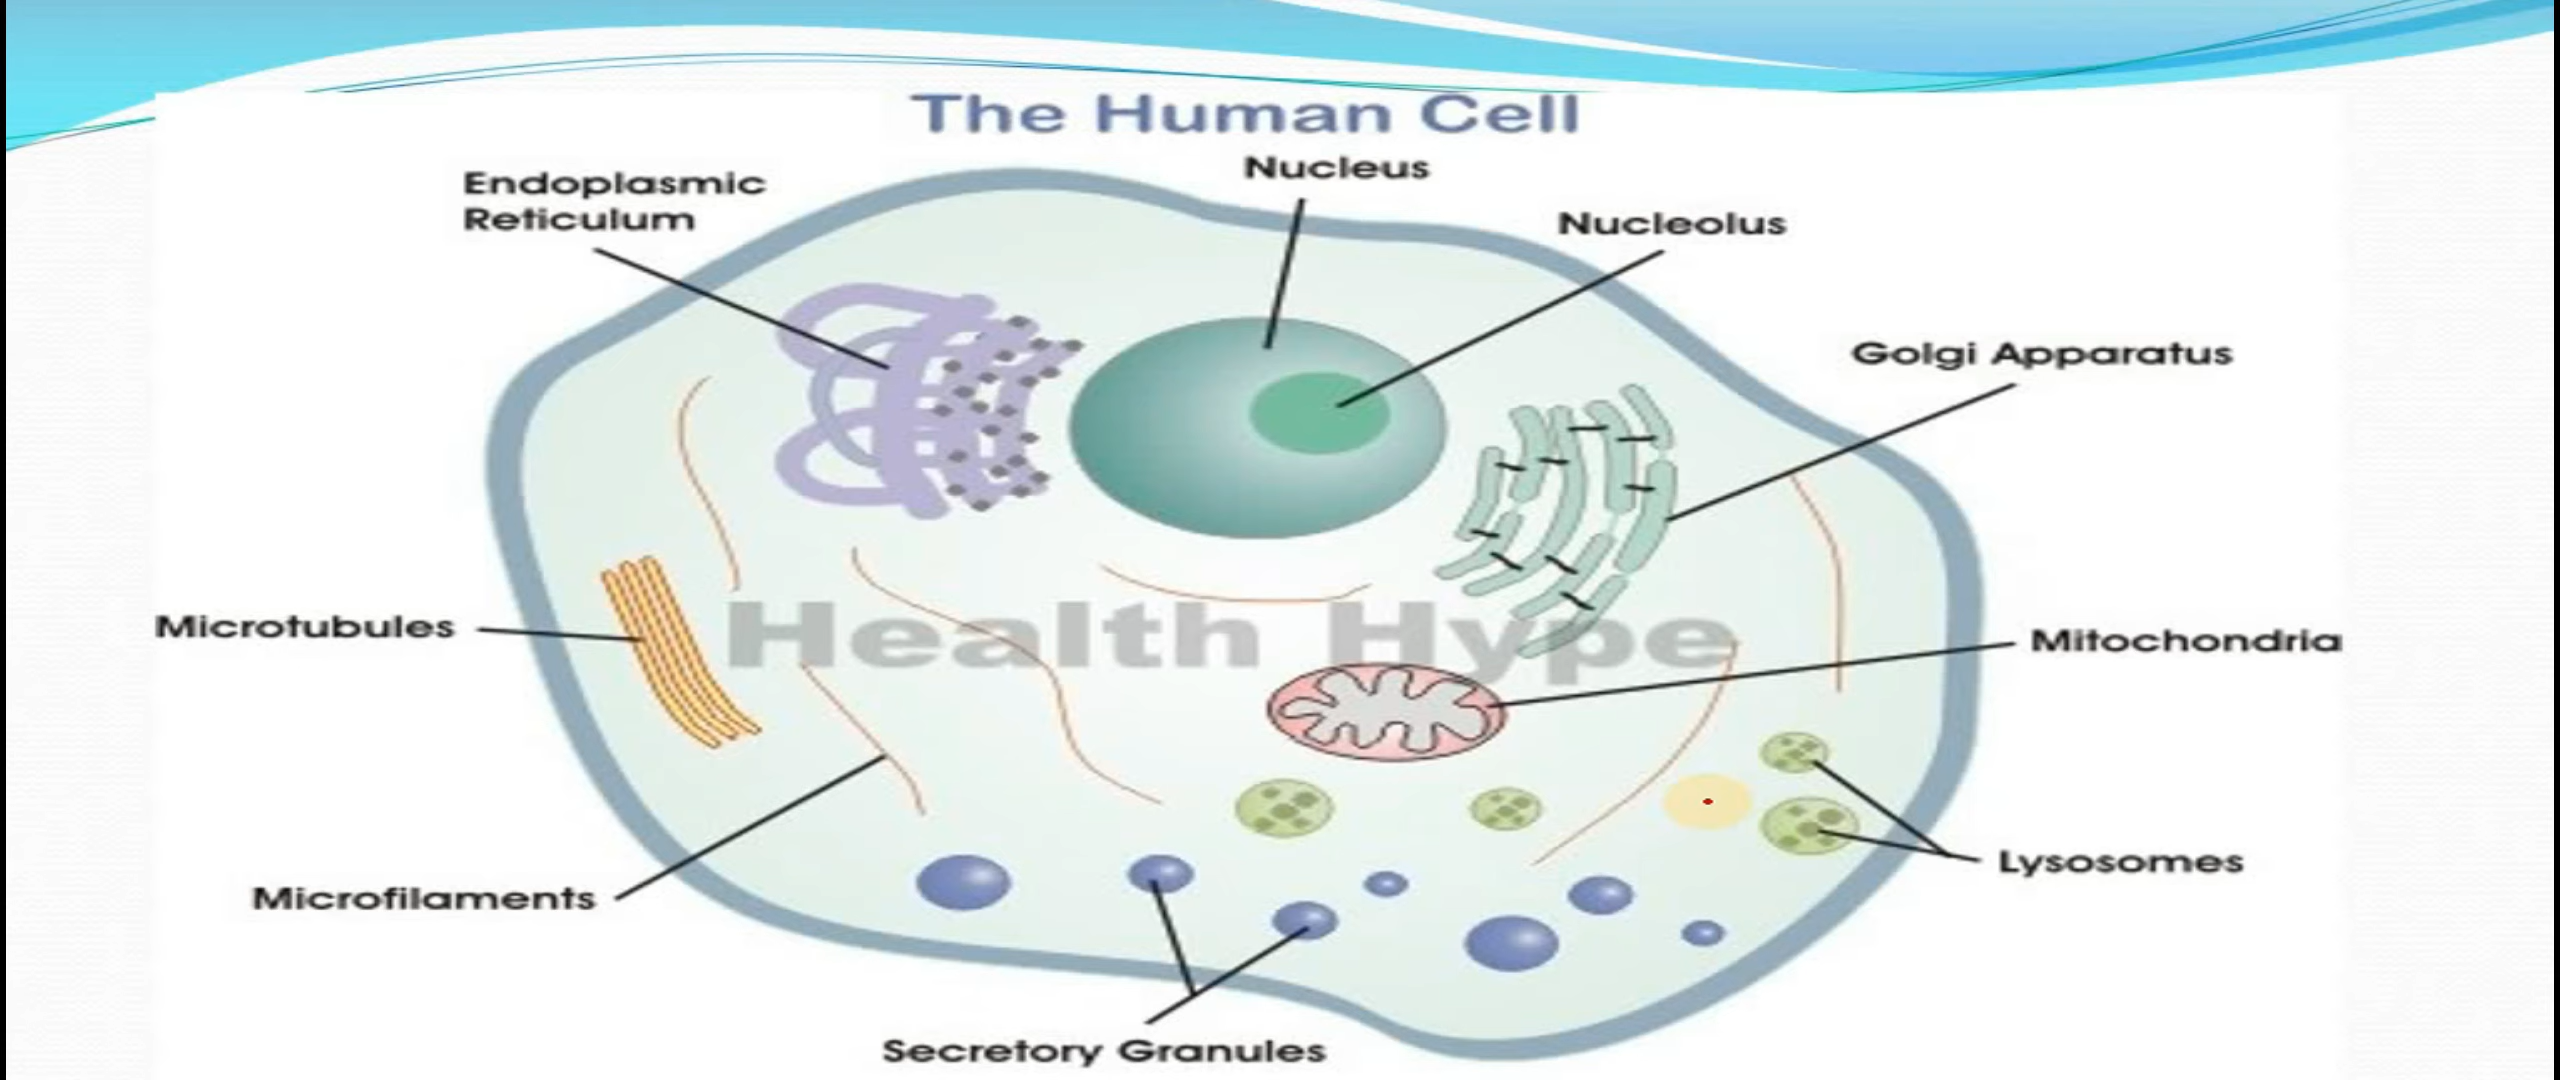 The Human Cell
Nucleus
Endoplasmic
Reticulum
Nucleolus
Golgi Apparatus
Microtubules
Health Hype
Mitochondria
Lysosomes
Microfilaments
Secretory Granules